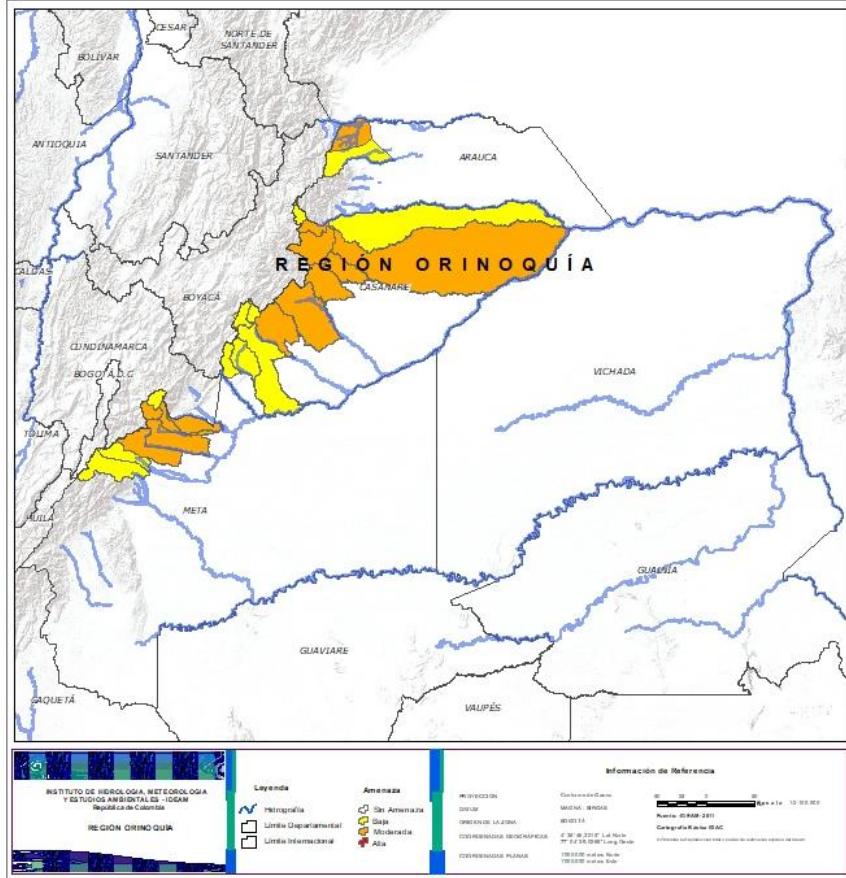 CESAR
NORTE DE
SANTANDER
BOLÍVAR
ANTIOQUIA
SANTANDER
ARAUCA
REGIÓN ORINOQUÍA
CALDAS
BOYACÁ
CASANARE
CUNDINAMARCA
BOGOTÁ, D.C
VICHADA
TOLIMA
META
HUILA
GUAINÍA
GUAVIARE
CAQUETÁ
VAUPÉS
INSTITUTO DE HIDROLOGIA, METEOROLOGIA
Y ESTUDIOS AMBIENTALES - IDEAM
República de Colombia
REGIÓN ORINOQUÍA
Leyenda
Hidrografía
Límite Departamental
Límite Internacional
Amenaza
Sin Amenaza
Baja
Moderada
Alta
Información de Referencia
PROYECCIÓN
DATUM
ORIGEN DE LA ZONA
BOGOTÁ
COORDENADAS GEOGRÁFICAS
COORDENADAS PLANAS
Fuente: IDEAM- 2011
Cartografía Básica IGAC